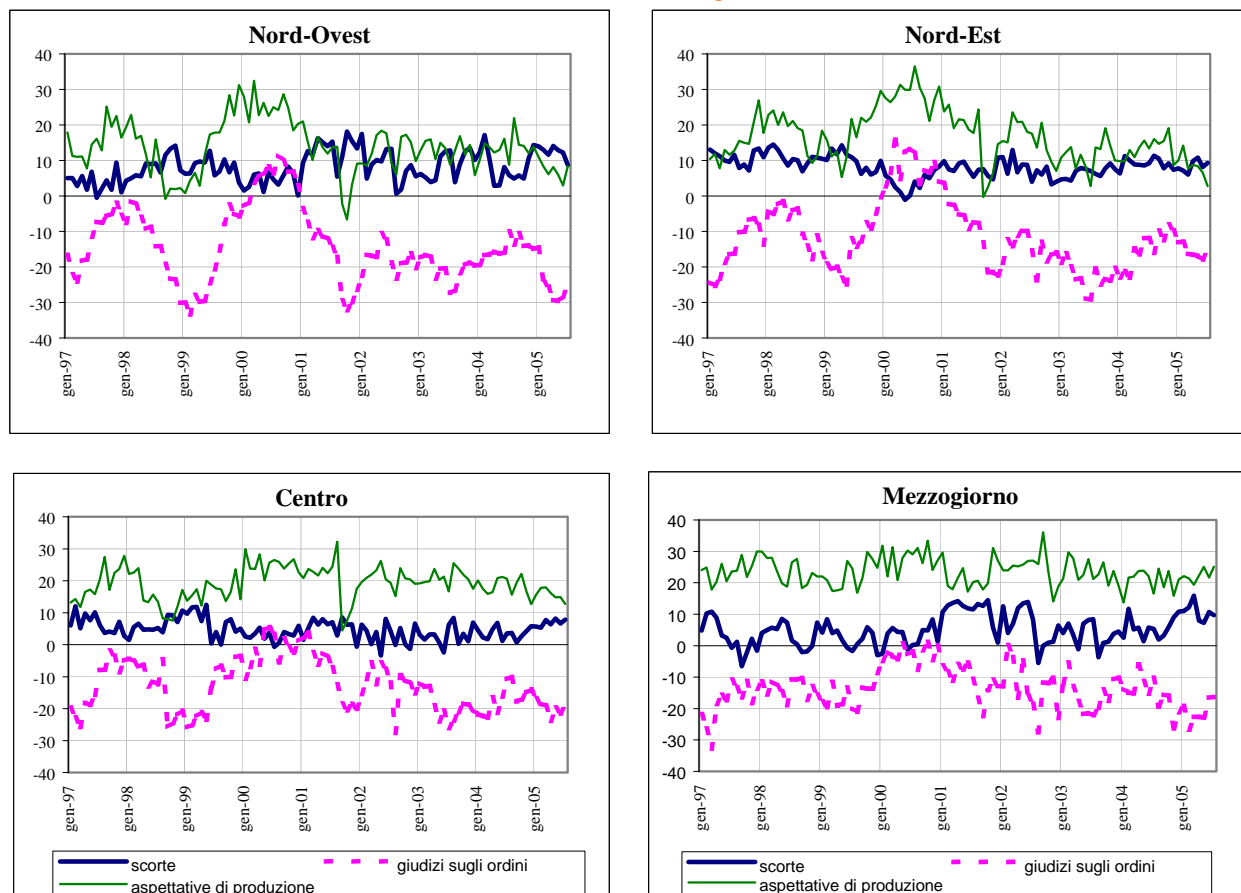 Nord-Ovest
40
30
20
10
0
-10
-20
-30
-40
gen-97
gen-98
gen-99
gen-00
gen-01
gen-02
gen-03
gen-04
gen-05
Nord-Est
40
30
20
10
0
-10
-20
-30
-40
gen-97
gen-98
gen-99
gen-00
gen-01
gen-02
gen-03
gen-04
gen-05
Centro
40
30
20
10
0
-10
-20
-30
-40
gen-97
gen-98
gen-99
gen-00
gen-01
gen-02
gen-03
gen-04
gen-05
scorte giudizi sugli ordini
aspettative di produzione
Mezzogiorno
40
30
20
10
0
-10
-20
-30
-40
gen-97
gen-98
gen-99
gen-00
gen-01
gen-02
gen-03
gen-04
gen-05
scorte giudizi sugli ordini
aspettative di produzione